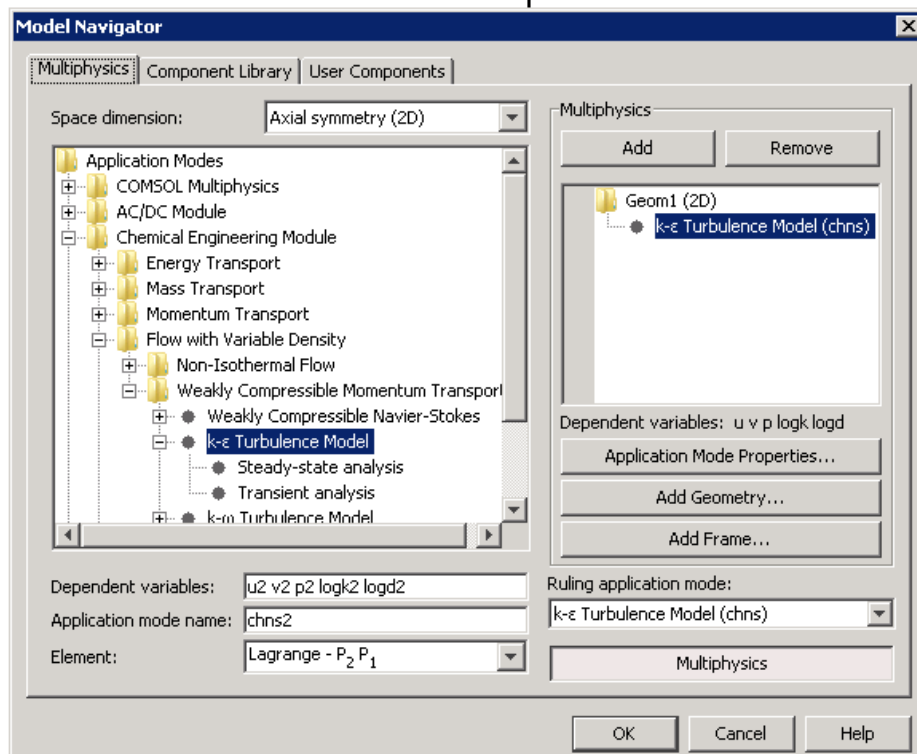 Model Navigator
Multiphysics
Component Library
User Components
Space dimension:
Axial symmetry (2D)
Application Modes
COMSOL Multiphysics
AC/DC Module
Chemical Engineering Module
Energy Transport
Mass Transport
Momentum Transport
Flow with Variable Density
Non-Isothermal Flow
Weakly Compressible Momentum Transport
Weakly Compressible Navier-Stokes
k-ε Turbulence Model
Steady-state analysis
Transient analysis
k-ω Turbulence Model
Dependent variables:
u2 v2 p2 logk2 logd2
Application mode name:
chns2
Element:
Lagrange - P2 P1
Multiphysics
Add
Remove
Geom1 (2D)
k-ε Turbulence Model (chns)
Dependent variables: u v p logk logd
Application Mode Properties...
Add Geometry...
Add Frame...
Ruling application mode:
k-ε Turbulence Model (chns)
Multiphysics
OK
Cancel
Help